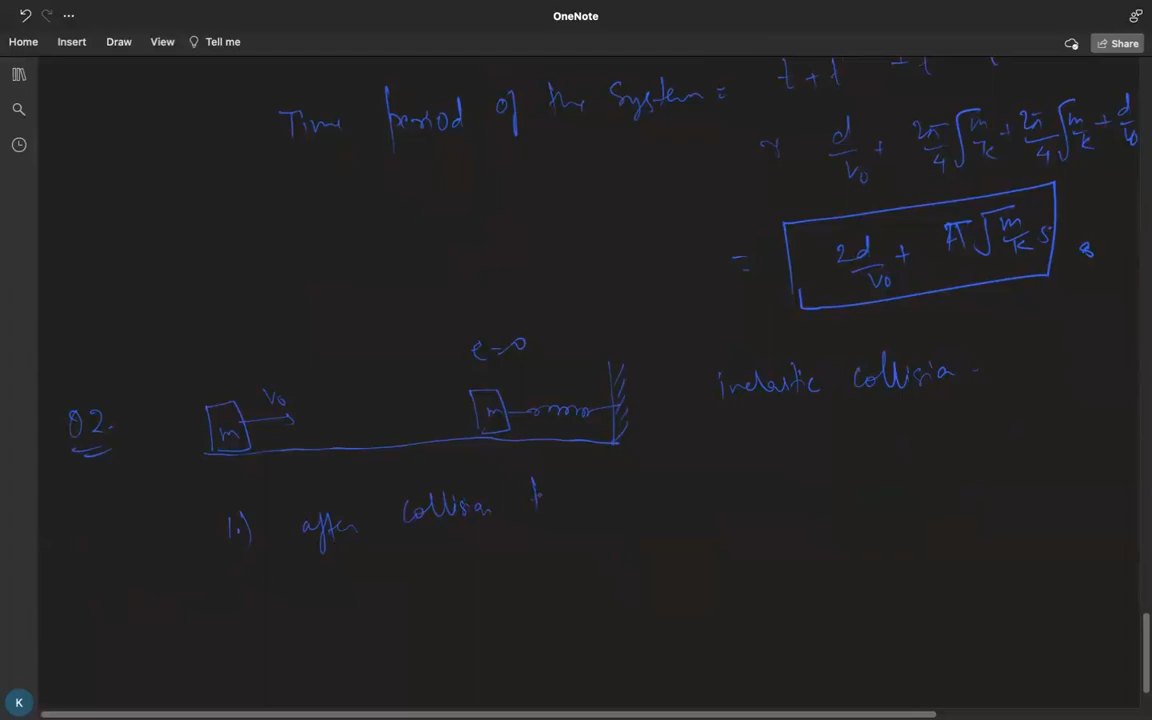 OneNote
Home Insert Draw View Tell me
Share
Time period of the System =
d/v0 + 2π/4 √m/k + 2π/4 √m/k + d/v0
= 2d/v0 + π√m/k s
e=0
Q2. m v0 m inelastic collision
1.) after collision
K